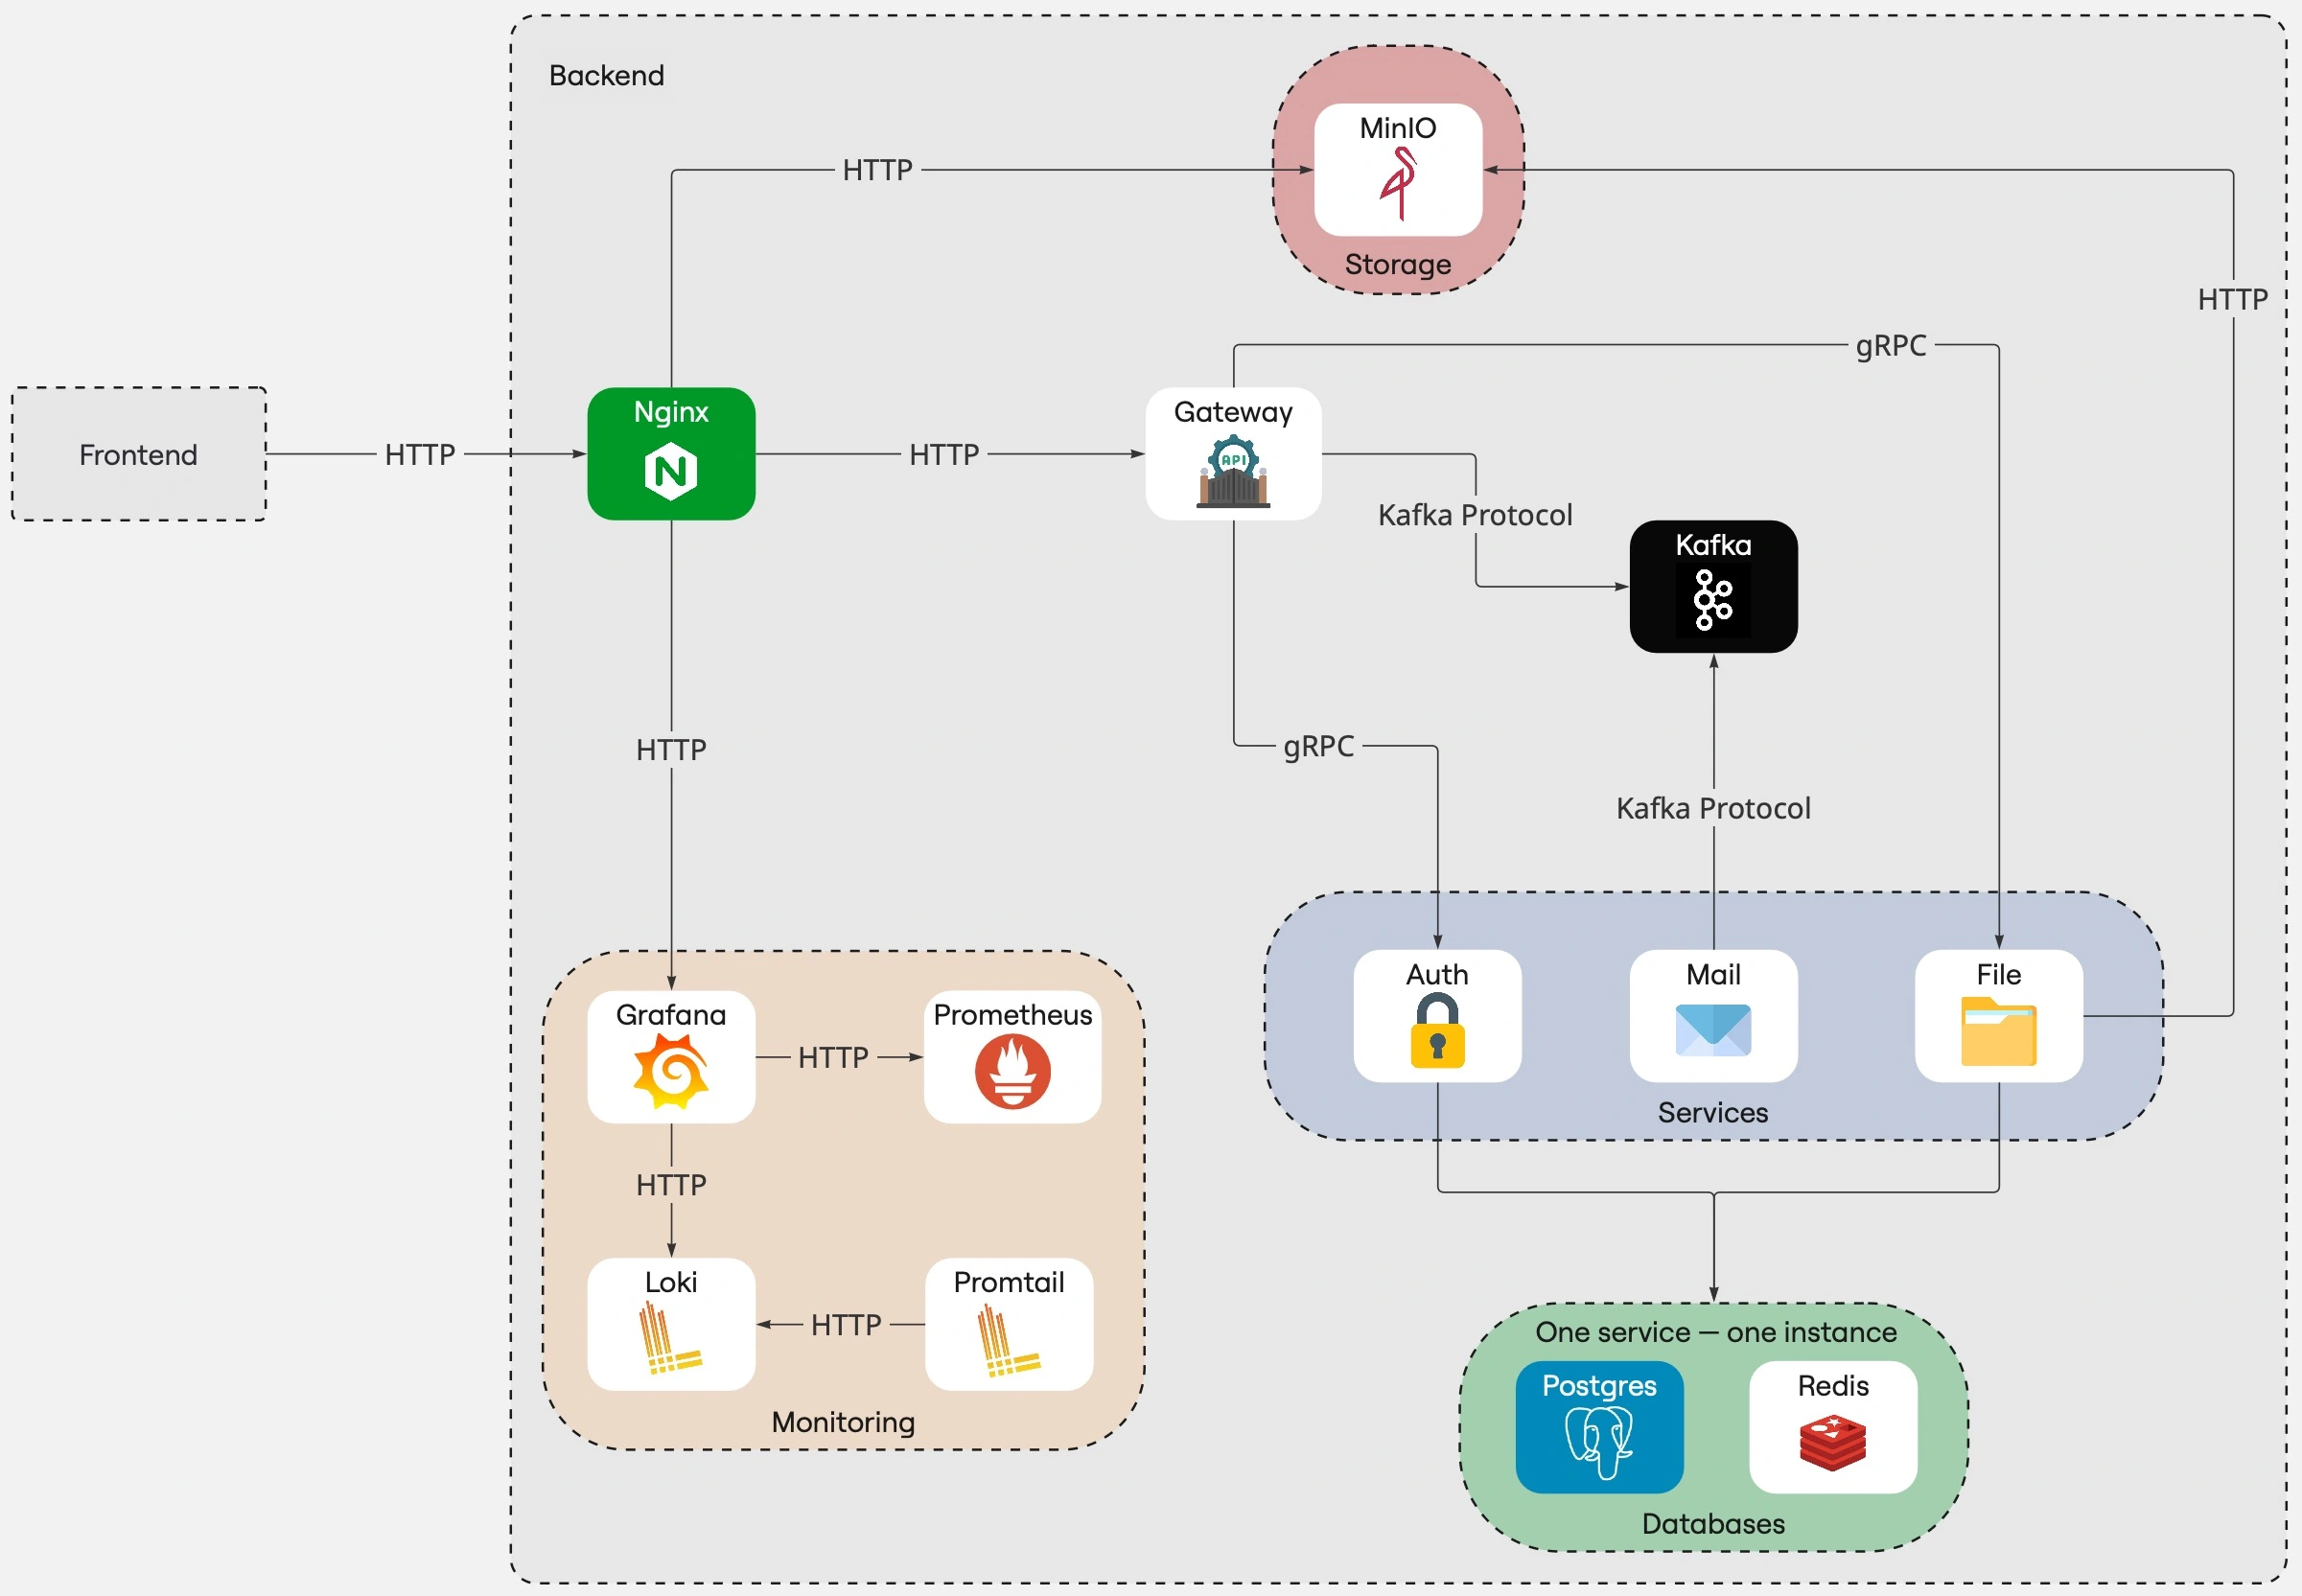 Backend
MinIO
Storage
HTTP
HTTP
gRPC
Frontend
HTTP
Nginx
HTTP
Gateway
API
Kafka Protocol
Kafka
HTTP
gRPC
Kafka Protocol
Auth
Mail
File
Services
Grafana
HTTP
Prometheus
HTTP
Loki
HTTP
Promtail
Monitoring
One service — one instance
Postgres
Redis
Databases